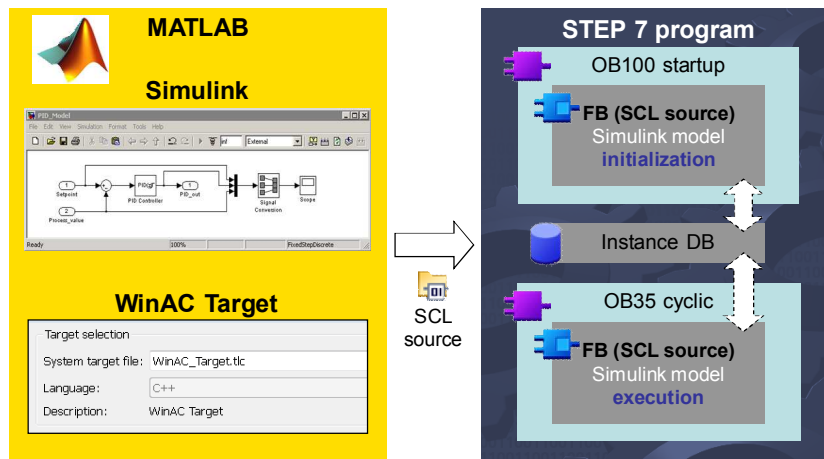 MATLAB
Simulink
PID_Model
File Edit View Simulation Format Tools Help
inf
External
1
Setpoint
2
Process_value
PID(z)
PID Controller
1
PID_out
Signal
Conversion
Scope
Ready
100%
FixedStepDiscrete
WinAC Target
Target selection
System target file: WinAC_Target.tlc
Language: C++
Description: WinAC Target
SCL
source
STEP 7 program
OB100 startup
FB (SCL source)
Simulink model
initialization
Instance DB
OB35 cyclic
FB (SCL source)
Simulink model
execution